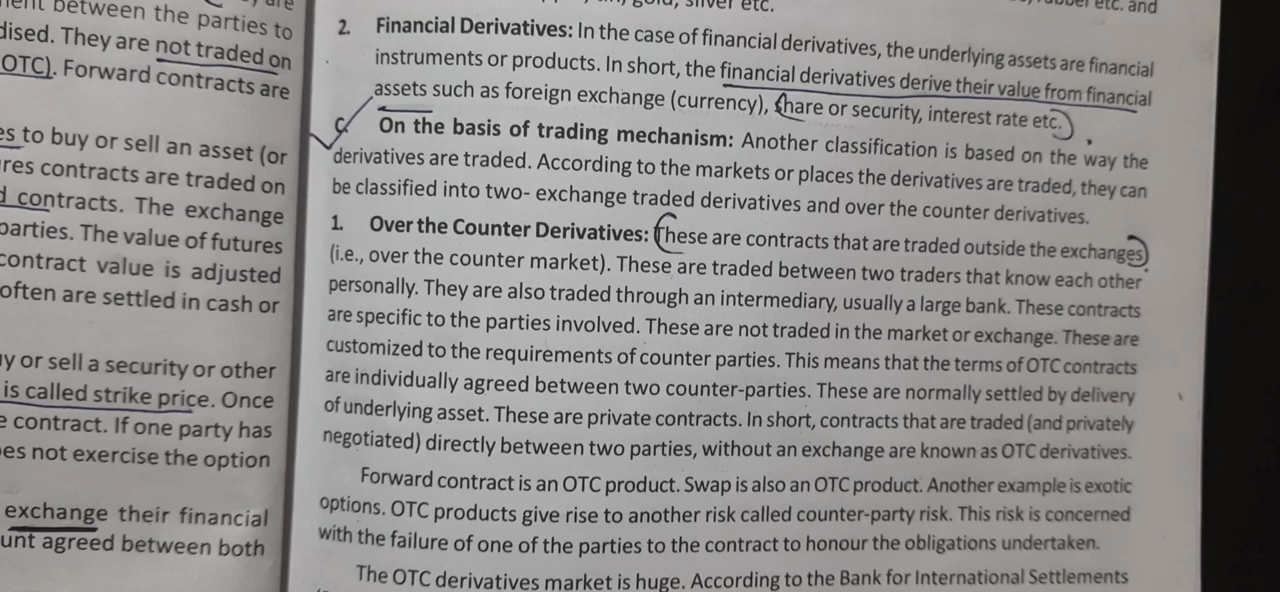 between the parties to
dised. They are not traded on
OTC). Forward contracts are
es to buy or sell an asset (or
res contracts are traded on
contracts. The exchange
parties. The value of futures
contract value is adjusted
often are settled in cash or
y or sell a security or other
is called strike price. Once
e contract. If one party has
es not exercise the option
exchange their financial
unt agreed between both
gold, silver etc.
etc. and
2. Financial Derivatives: In the case of financial derivatives, the underlying assets are financial
instruments or products. In short, the financial derivatives derive their value from financial
assets such as foreign exchange (currency), share or security, interest rate etc.
C. On the basis of trading mechanism: Another classification is based on the way the
derivatives are traded. According to the markets or places the derivatives are traded, they can
be classified into two- exchange traded derivatives and over the counter derivatives.
1. Over the Counter Derivatives: These are contracts that are traded outside the exchanges
(i.e., over the counter market). These are traded between two traders that know each other
personally. They are also traded through an intermediary, usually a large bank. These contracts
are specific to the parties involved. These are not traded in the market or exchange. These are
customized to the requirements of counter parties. This means that the terms of OTC contracts
are individually agreed between two counter-parties. These are normally settled by delivery
of underlying asset. These are private contracts. In short, contracts that are traded (and privately
negotiated) directly between two parties, without an exchange are known as OTC derivatives.
Forward contract is an OTC product. Swap is also an OTC product. Another example is exotic
options. OTC products give rise to another risk called counter-party risk. This risk is concerned
with the failure of one of the parties to the contract to honour the obligations undertaken.
The OTC derivatives market is huge. According to the Bank for International Settlements